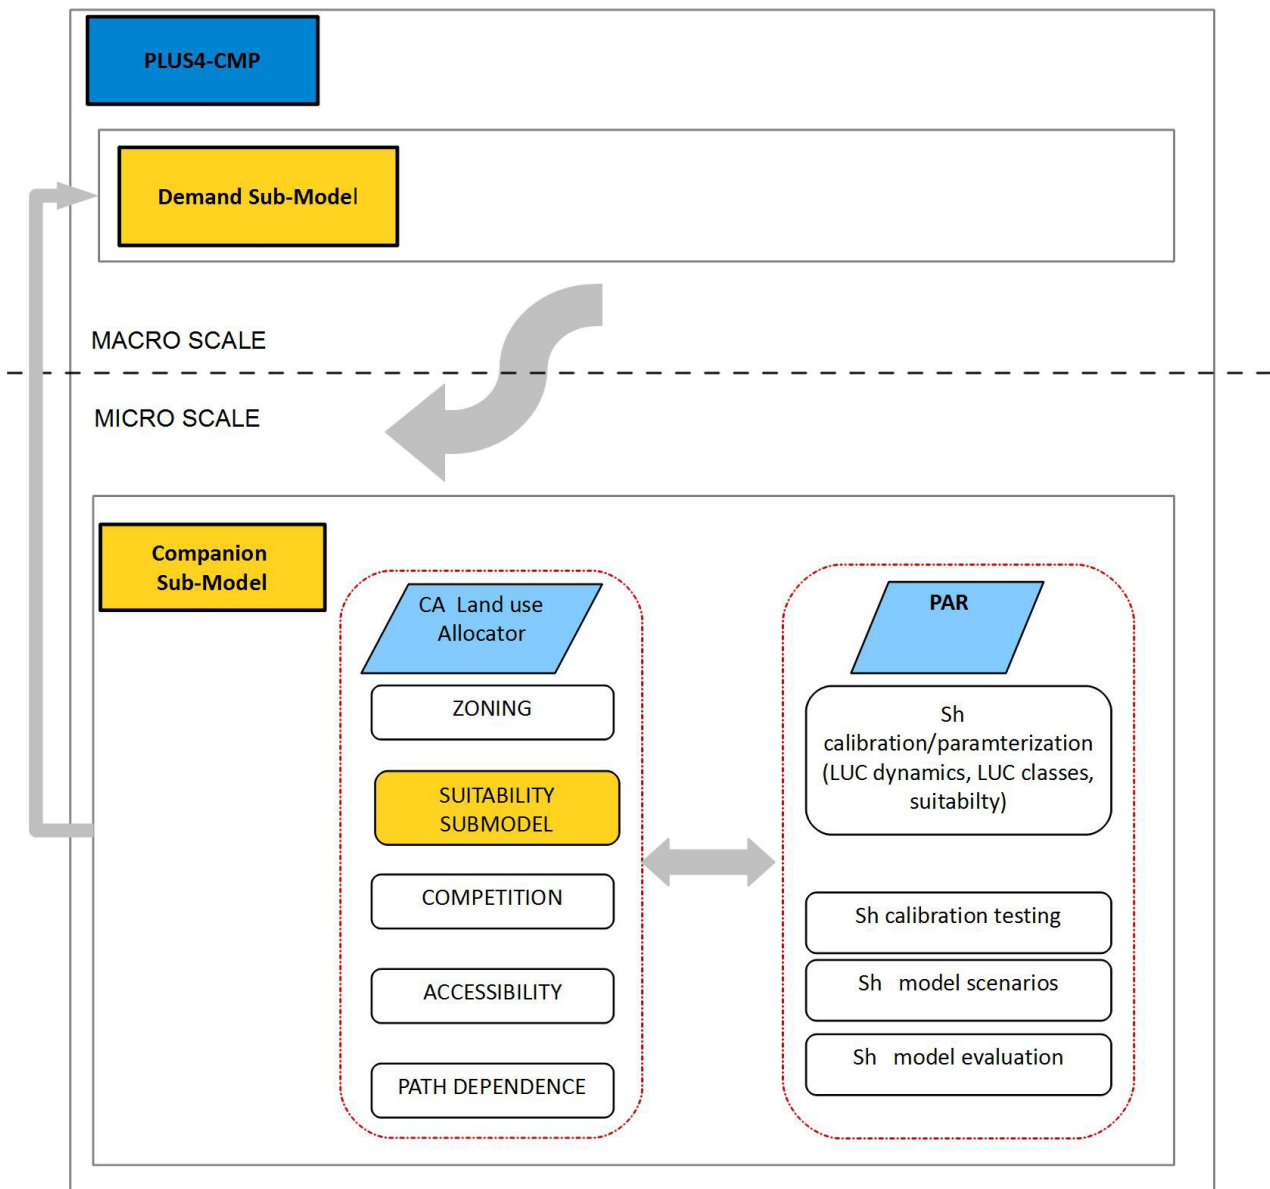 PLUS4-CMP
Demand Sub-Model
MACRO SCALE
MICRO SCALE
Companion
Sub-Model
CA Land use
Allocator
ZONING
SUITABILITY
SUBMODEL
COMPETITION
ACCESSIBILITY
PATH DEPENDENCE
PAR
Sh
calibration/paramterization
(LUC dynamics, LUC classes,
suitabilty)
Sh calibration testing
Sh model scenarios
Sh model evaluation